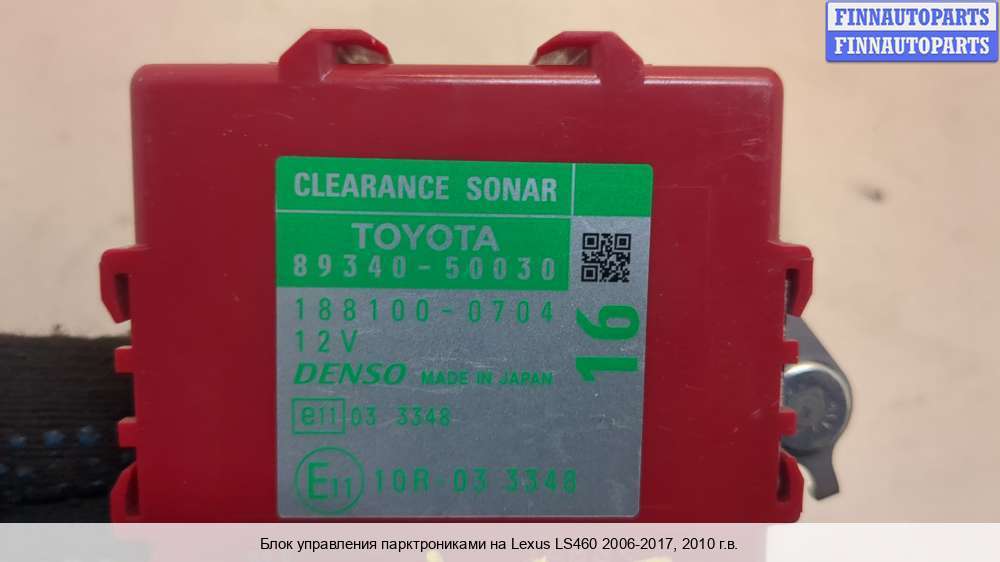 FINNAUTOPARTS
FINNAUTOPARTS
CLEARANCE SONAR
TOYOTA
89340-50030
188100-0704
12V
16
DENSO MADE IN JAPAN
e11 03 3348
E11 10R-03 3348
Блок управления парктрониками на Lexus LS460 2006-2017, 2010 г.в.